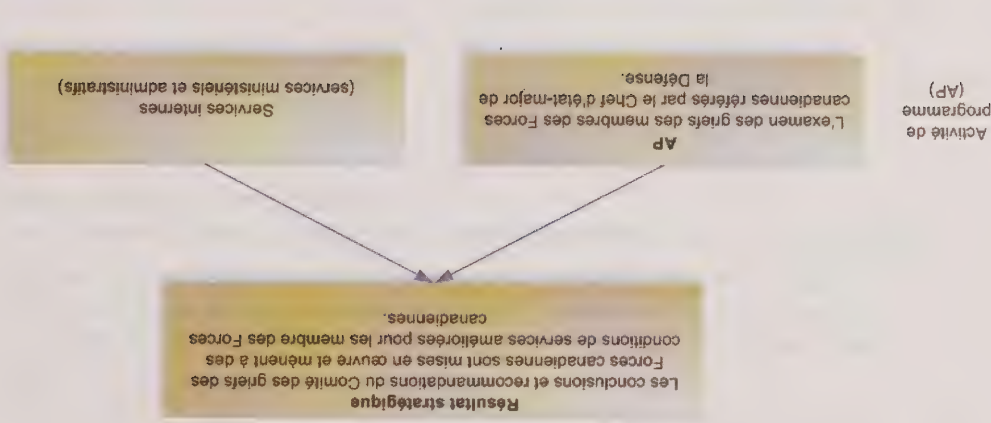 Résultat stratégique
Les conclusions et recommandations du Comité des griefs des
Forces canadiennes sont mises en œuvre et mènent à des
conditions de services améliorées pour les membre des Forces
canadiennes.
Activité de
programme
(AP)
AP
L'examen des griefs des membres des Forces
canadiennes référés par le Chef d'état-major de
la Défense.
Services internes
(services ministériels et administratifs)